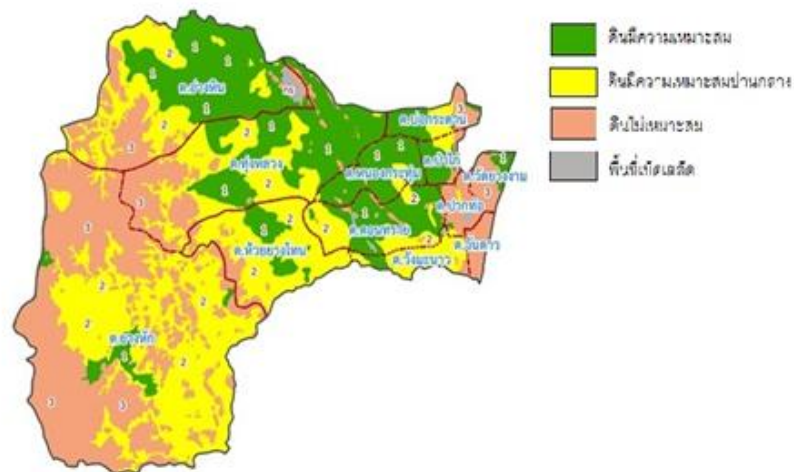 ดินมีความเหมาะสม
ดินมีความเหมาะสมปานกลาง
ดินไม่เหมาะสม
พื้นที่เบ็ดเตล็ด
ต.อ่างหิน
ต.บ่อกระดาน
ต.ทุ่งหลวง
ต.ป่าไก่
ต.หนองกระทุ่ม
ต.วัดยางงาม
ต.ปากท่อ
ต.ดอนทราย
ต.วันดาว
ต.ห้วยยางโทน
ต.วังมะนาว
ต.ยางหัก
1
2
3